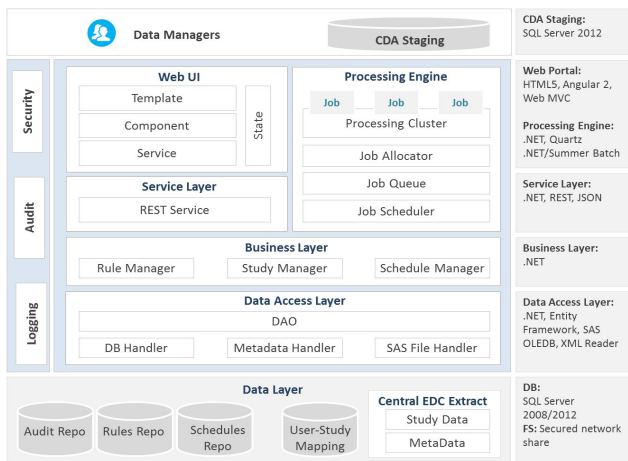 Data Managers
CDA Staging
CDA Staging:
SQL Server 2012
Security
Audit
Logging
Web UI
Template
Component
Service
State
Processing Engine
Job
Job
Job
Processing Cluster
Job Allocator
Job Queue
Job Scheduler
Web Portal:
HTML5, Angular 2,
Web MVC
Processing Engine:
.NET, Quartz
.NET/Summer Batch
Service Layer
REST Service
Service Layer:
.NET, REST, JSON
Business Layer
Rule Manager
Study Manager
Schedule Manager
Business Layer:
.NET
Data Access Layer
DAO
DB Handler
Metadata Handler
SAS File Handler
Data Access Layer:
.NET, Entity
Framework, SAS
OLEDB, XML Reader
Data Layer
Audit Repo
Rules Repo
Schedules
Repo
User-Study
Mapping
Central EDC Extract
Study Data
MetaData
DB:
SQL Server
2008/2012
FS: Secured network
share